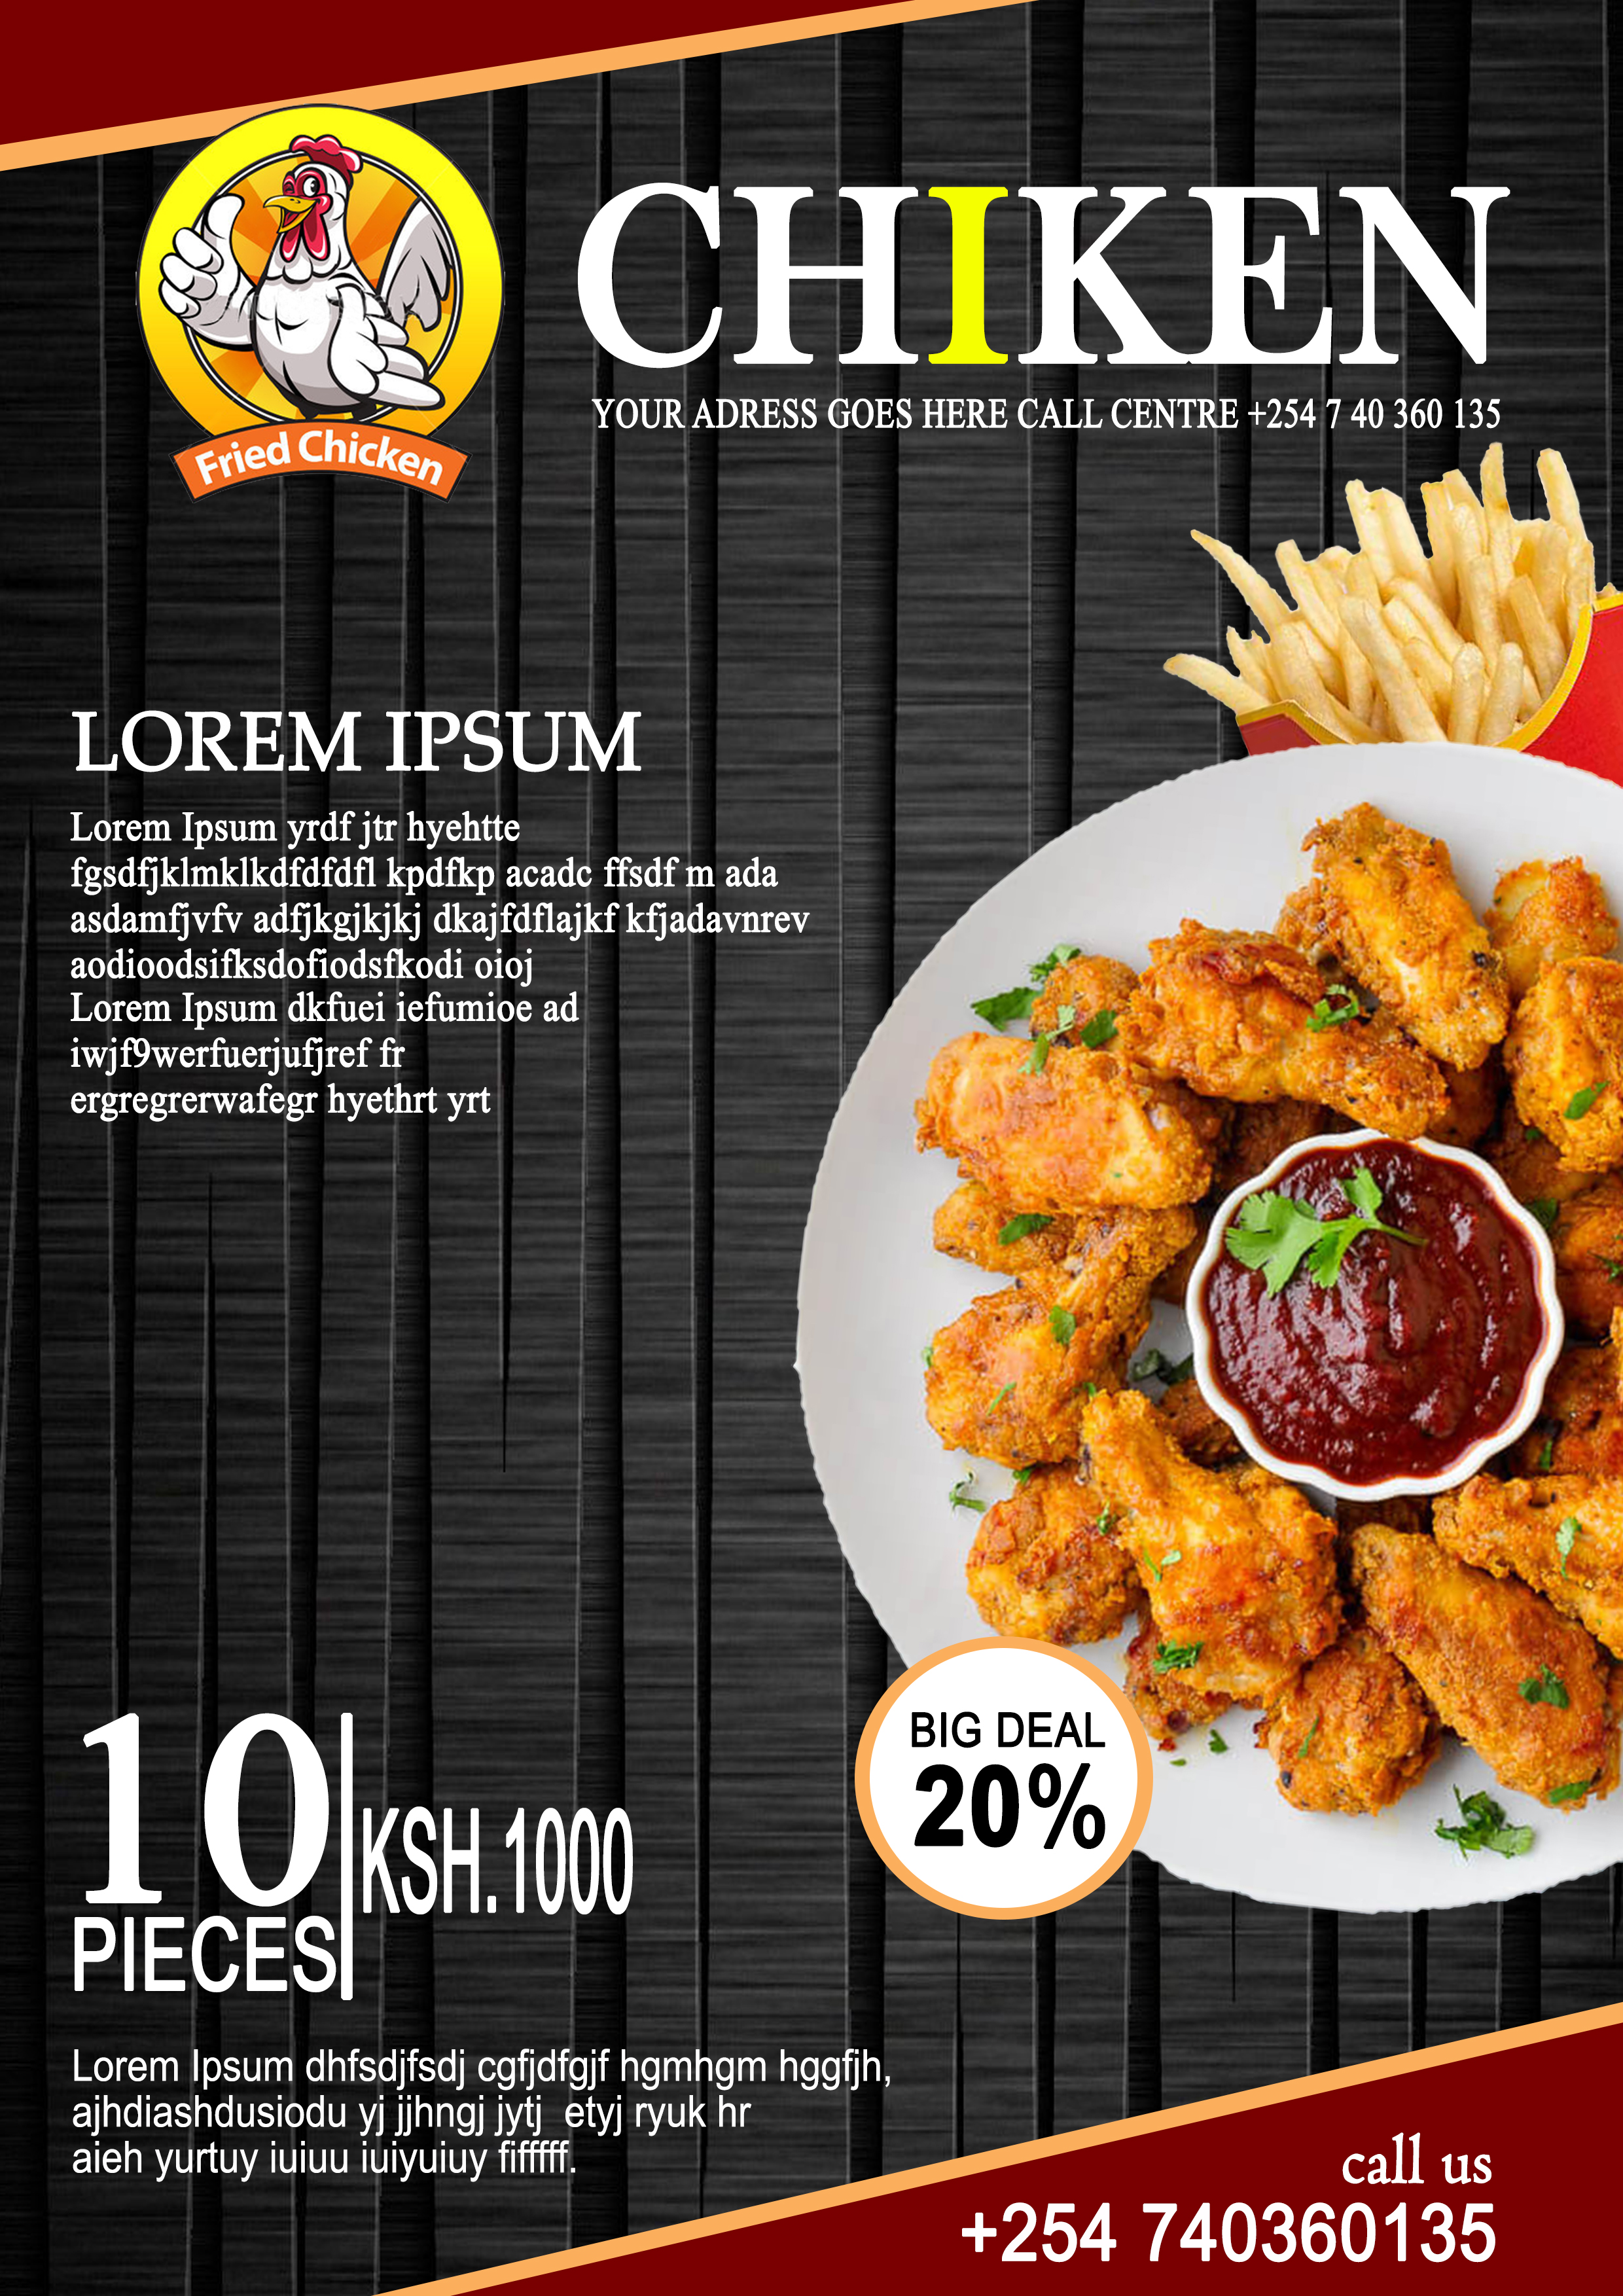 CHIKEN
YOUR ADRESS GOES HERE CALL CENTRE +254 7 40 360 135
Fried Chicken
LOREM IPSUM
Lorem Ipsum yrdf jtr hyehtte
fgsdfjklmklkdfdfdfl kpdfkp acadc ffsdf m ada
asdamfjvfv adfjkgjkjkj dkajfdflajkf kfjadavnrev
aodioodsifksdofiodsfkodi oioj
Lorem Ipsum dkfuei iefumioe ad
iwjf9werfuerjufjref fr
ergregrerwafegr hyethrt yrt
BIG DEAL
20%
10
PIECES
KSH.1000
Lorem Ipsum dhfsdjfsdj cgfjdfgjf hgmhgm hggfjh,
ajhdiashdusiodu yj jjhngj jytj  etyj ryuk hr
aieh yurtuy iuiuu iuiyuiuy fifffff.
call us
+254 740360135